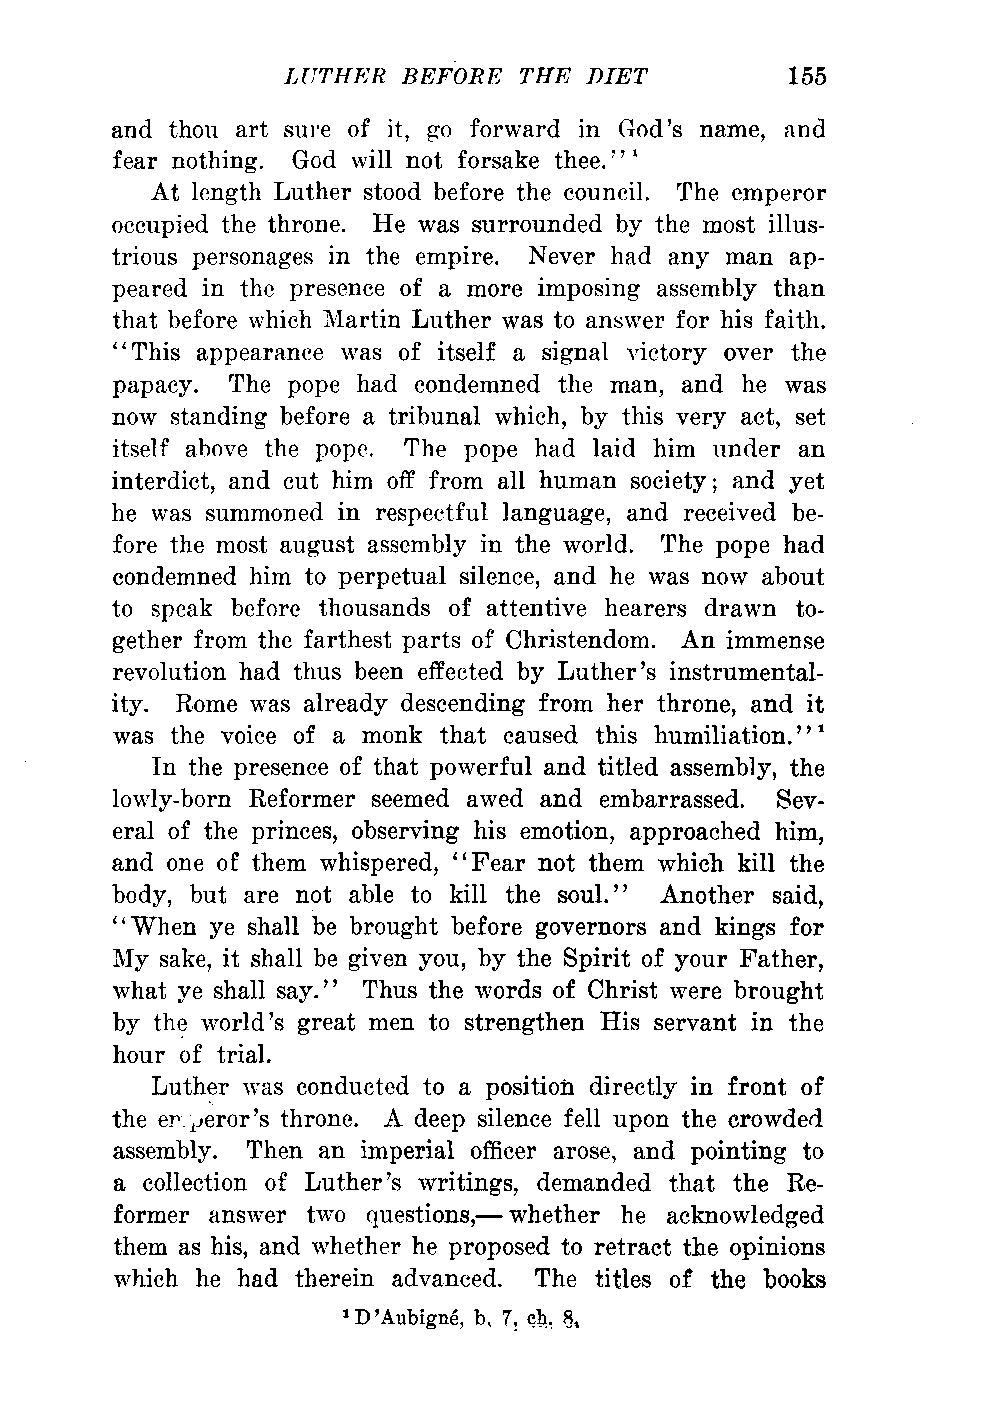 LUTHER BEFORE THE DIET 155
and thou art sure of it, go forward in God's name, and
fear nothing. God will not forsake thee.''¹
At length Luther stood before the council. The emperor
occupied the throne. He was surrounded by the most illus-
trious personages in the empire. Never had any man ap-
peared in the presence of a more imposing assembly than
that before which Martin Luther was to answer for his faith.
''This appearance was of itself a signal victory over the
papacy. The pope had condemned the man, and he was
now standing before a tribunal which, by this very act, set
itself above the pope. The pope had laid him under an
interdict, and cut him off from all human society; and yet
he was summoned in respectful language, and received be-
fore the most august assembly in the world. The pope had
condemned him to perpetual silence, and he was now about
to speak before thousands of attentive hearers drawn to-
gether from the farthest parts of Christendom. An immense
revolution had thus been effected by Luther's instrumental-
ity. Rome was already descending from her throne, and it
was the voice of a monk that caused this humiliation.''¹
In the presence of that powerful and titled assembly, the
lowly-born Reformer seemed awed and embarrassed. Sev-
eral of the princes, observing his emotion, approached him,
and one of them whispered, ''Fear not them which kill the
body, but are not able to kill the soul.'' Another said,
''When ye shall be brought before governors and kings for
My sake, it shall be given you, by the Spirit of your Father,
what ye shall say.'' Thus the words of Christ were brought
by the world's great men to strengthen His servant in the
hour of trial.
Luther was conducted to a position directly in front of
the emperor's throne. A deep silence fell upon the crowded
assembly. Then an imperial officer arose, and pointing to
a collection of Luther's writings, demanded that the Re-
former answer two questions,— whether he acknowledged
them as his, and whether he proposed to retract the opinions
which he had therein advanced. The titles of the books
¹ D'Aubigné, b. 7, ch. 8.